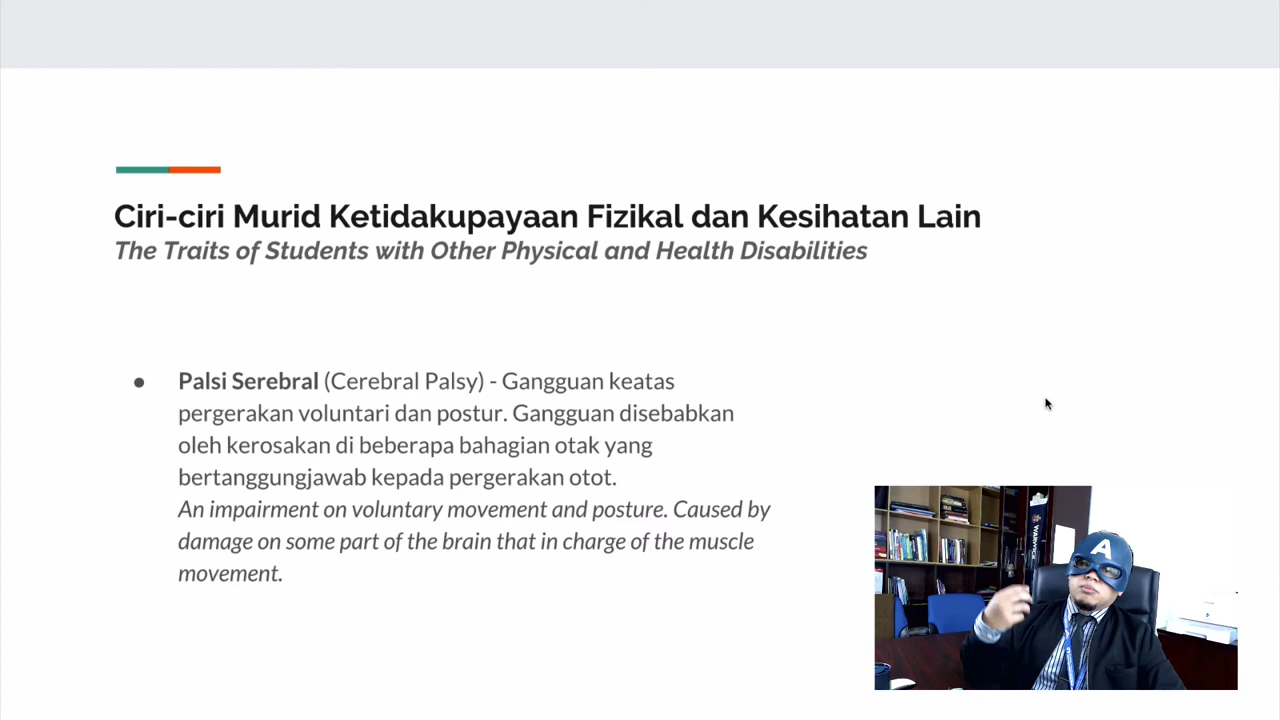 Ciri-ciri Murid Ketidakupayaan Fizikal dan Kesihatan Lain
The Traits of Students with Other Physical and Health Disabilities
● Palsi Serebral (Cerebral Palsy) - Gangguan keatas
pergerakan voluntari dan postur. Gangguan disebabkan
oleh kerosakan di beberapa bahagian otak yang
bertanggungjawab kepada pergerakan otot.
An impairment on voluntary movement and posture. Caused by
damage on some part of the brain that in charge of the muscle
movement.
WARWICK
A